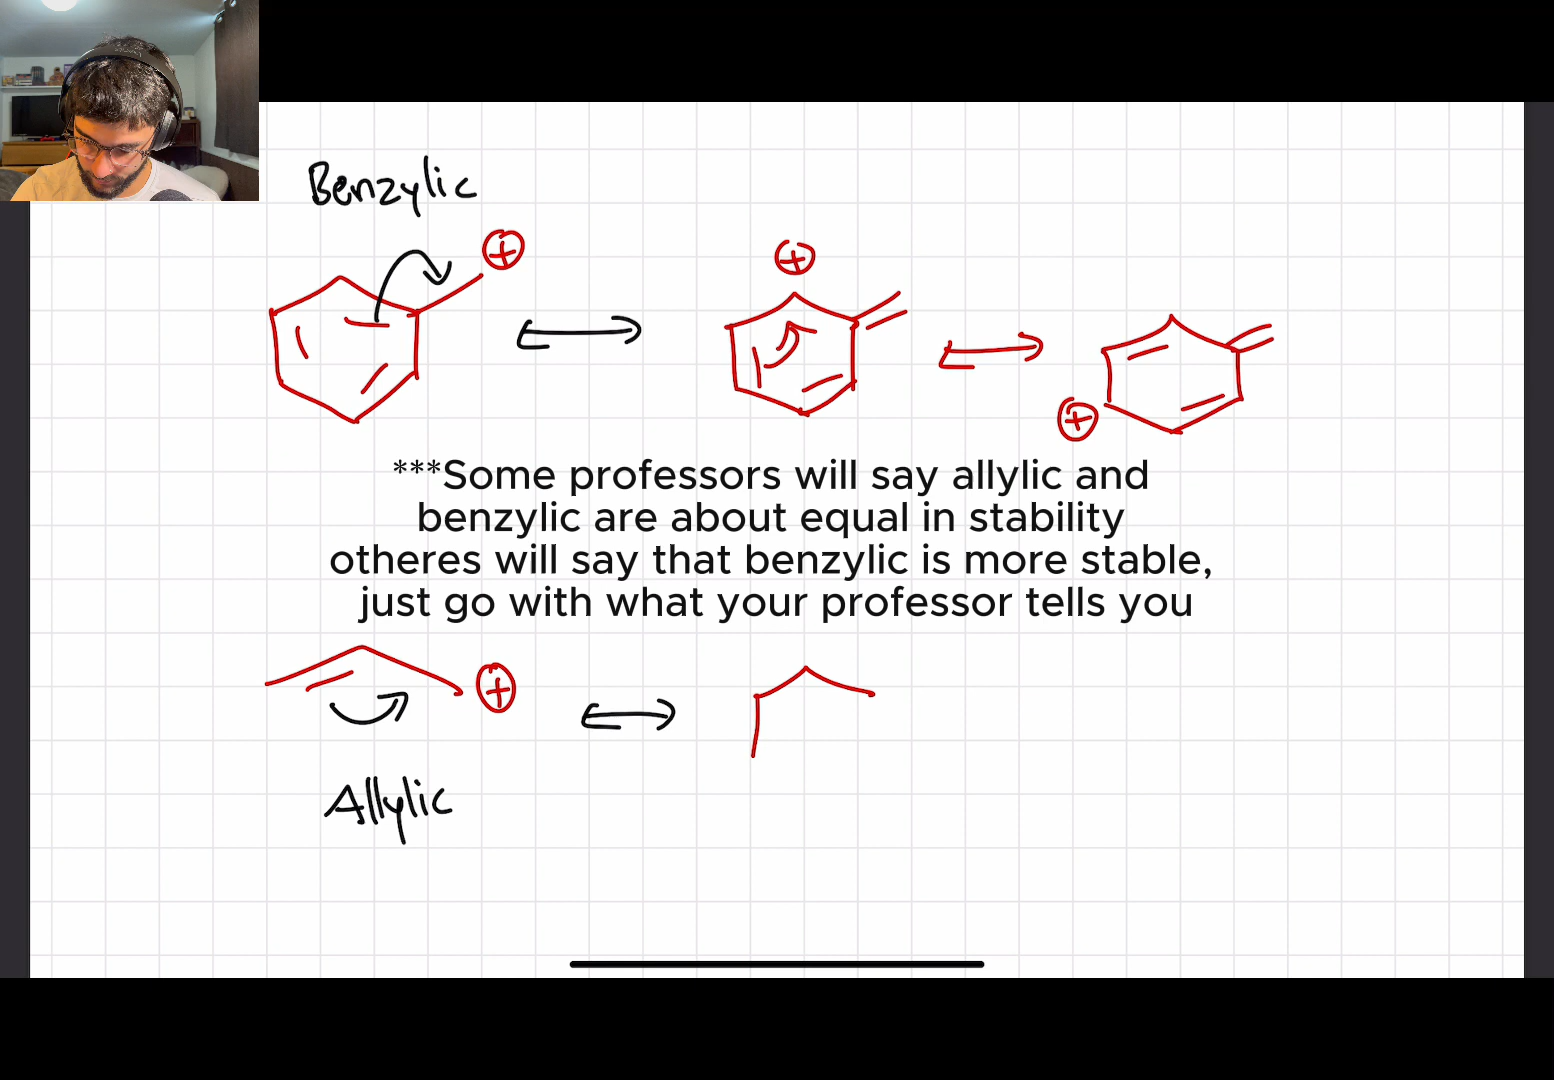 Benzylic
***Some professors will say allylic and
benzylic are about equal in stability
otheres will say that benzylic is more stable,
just go with what your professor tells you
Allylic